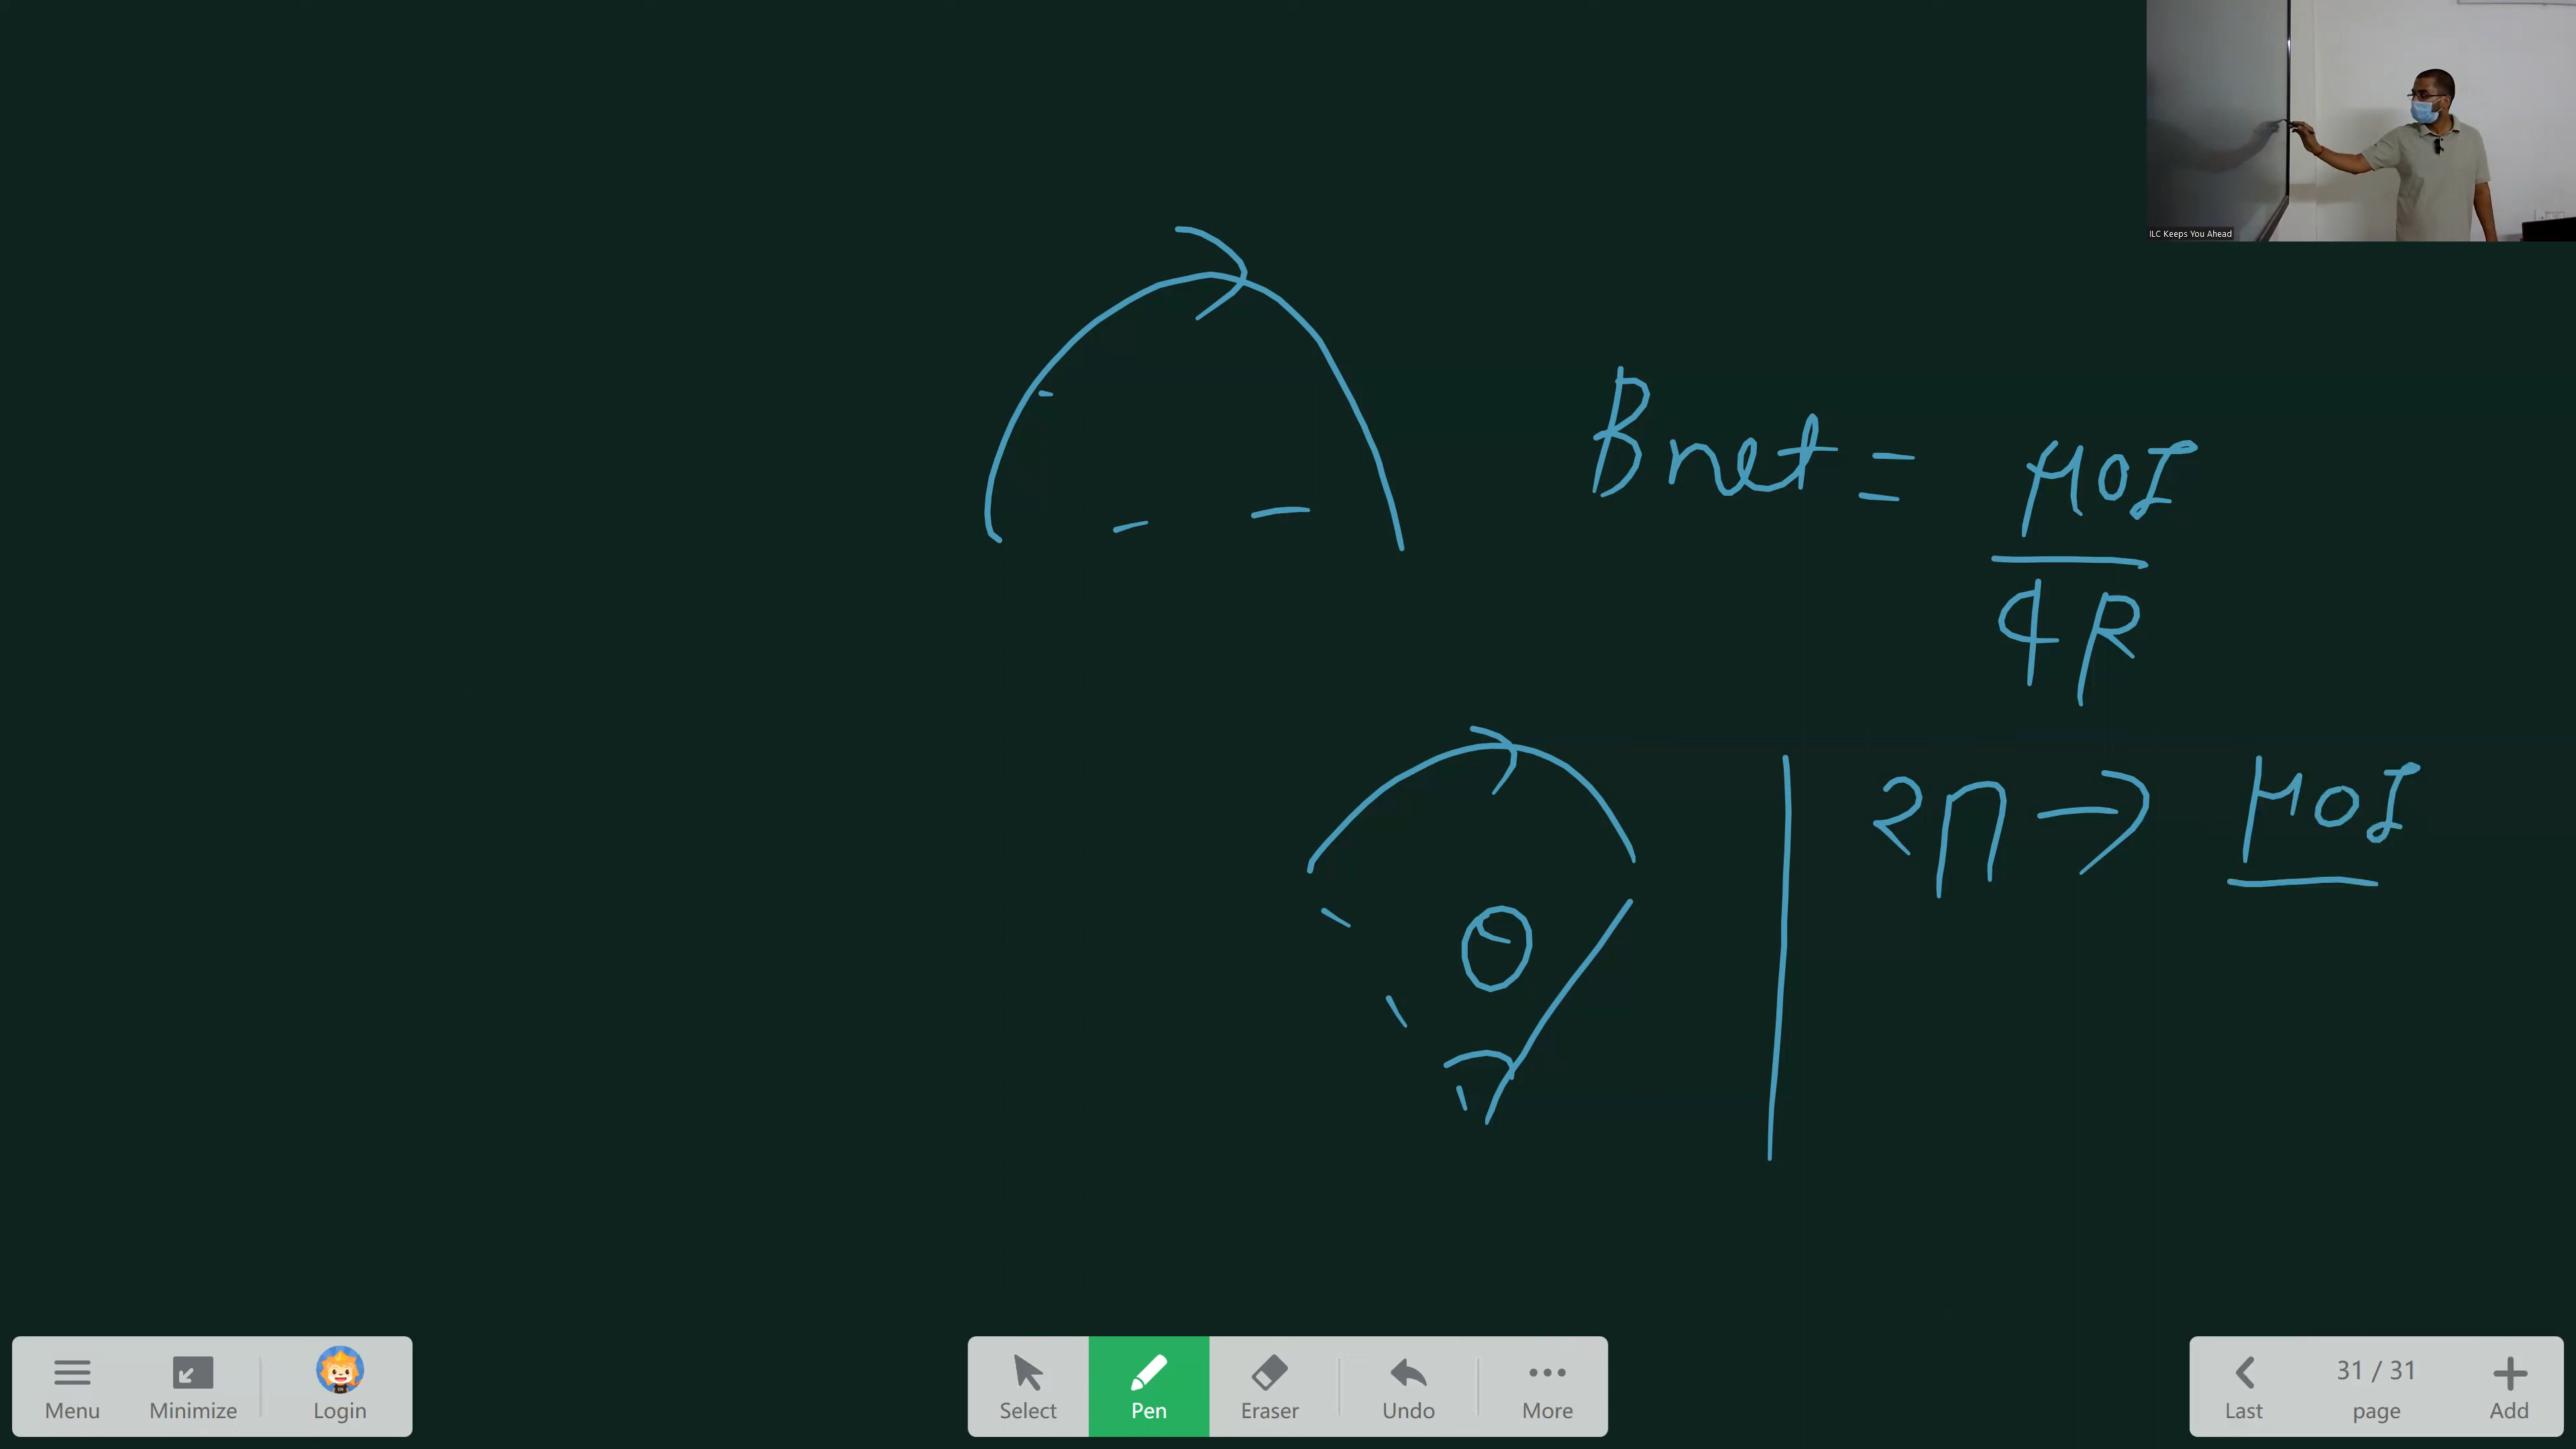 ILC Keeps You Ahead
Bnet = μ0I
4R
2π → μ0I
θ
Menu
Minimize
Login
Select
Pen
Eraser
Undo
More
Last
31 / 31
page
Add